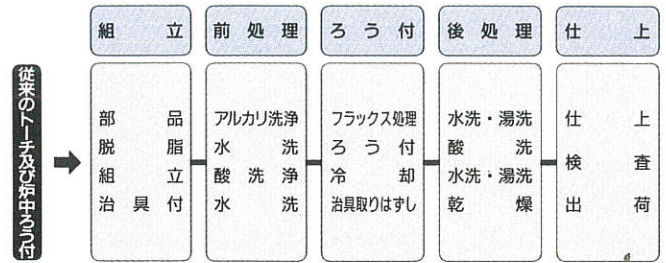 組立
前処理
ろう付
後処理
仕上
従来のトーチ及び炉中ろう付
部品
脱脂
組立
治具付
アルカリ洗浄
水洗
酸洗浄
水洗
フラックス処理
ろう付
冷却
治具取りはずし
水洗・湯洗
酸洗
水洗・湯洗
乾燥
仕上
検査
出荷